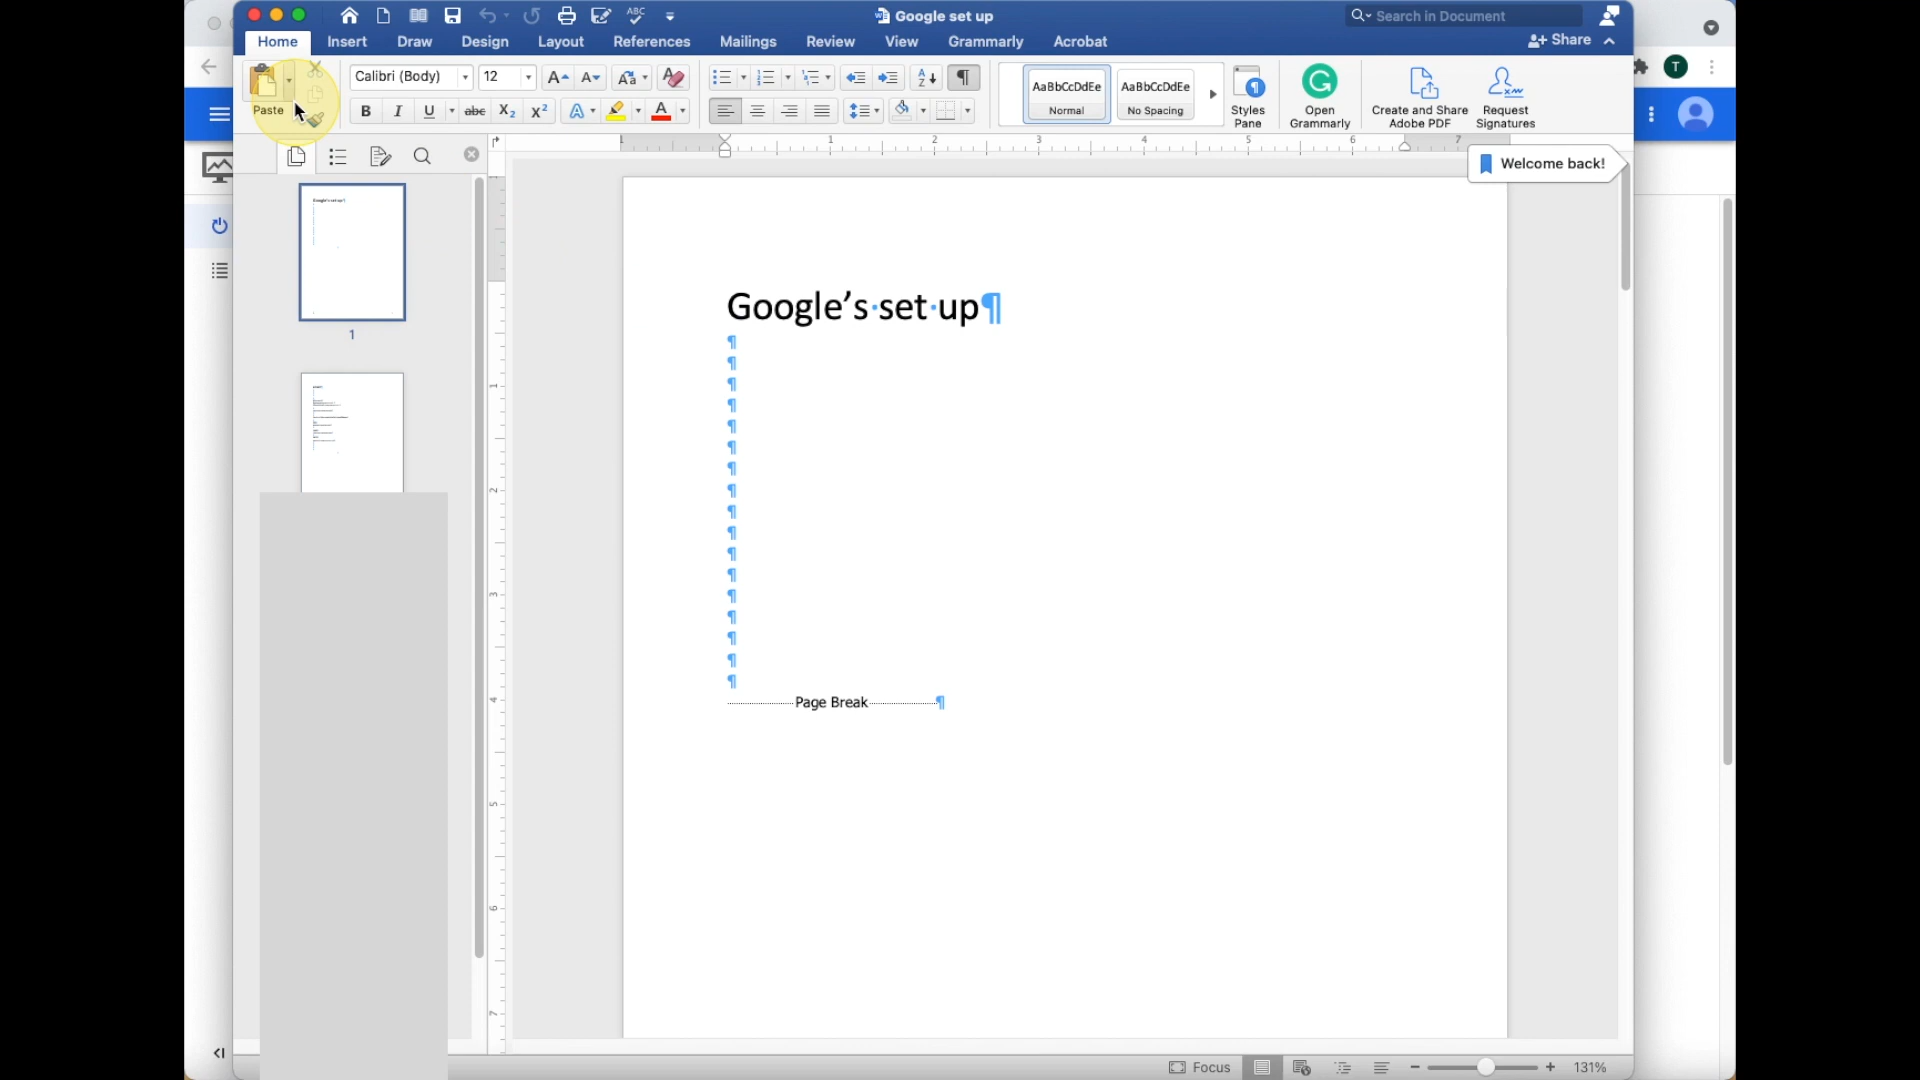 Google set up
Search in Document
Home Insert Draw Design Layout References Mailings Review View Grammarly Acrobat
Share
Paste
Calibri (Body) 12
AaBbCcDdEe
Normal
AaBbCcDdEe
No Spacing
Styles
Pane
Open
Grammarly
Create and Share
Adobe PDF
Request
Signatures
T
Welcome back!
1
Google's set up¶
Page Break
Focus
131%